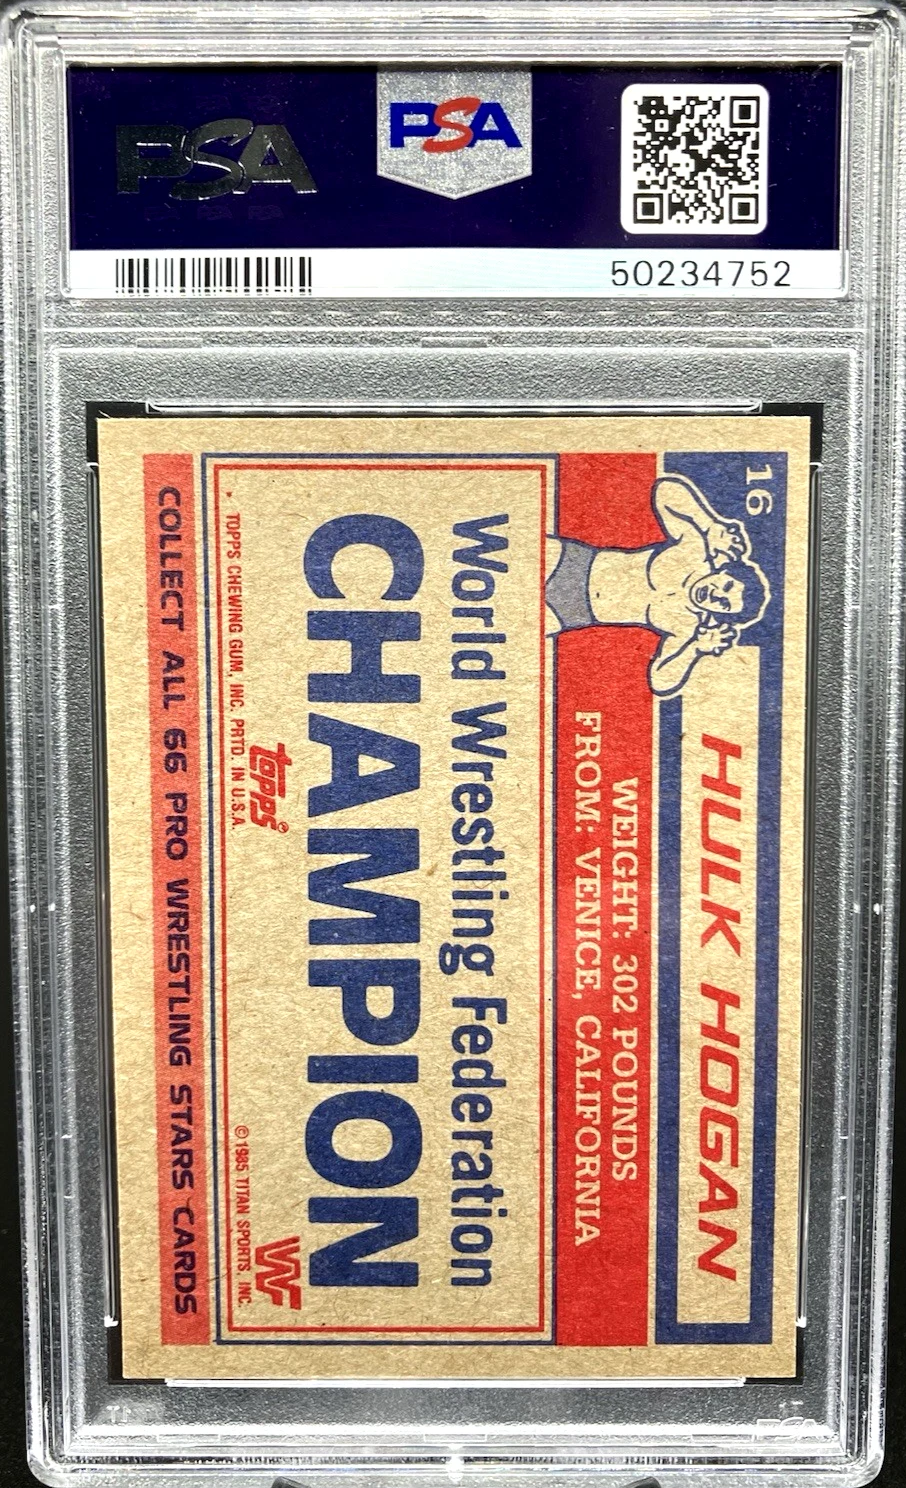 PSA
PSA
50234752
16
HULK HOGAN
WEIGHT: 302 POUNDS
FROM: VENICE, CALIFORNIA
World Wrestling Federation
CHAMPION
topps®
W
TOPPS CHEWING GUM, INC. PRTD. IN U.S.A.
©1985 TITAN SPORTS, INC.
COLLECT ALL 66 PRO WRESTLING STARS CARDS
PSA